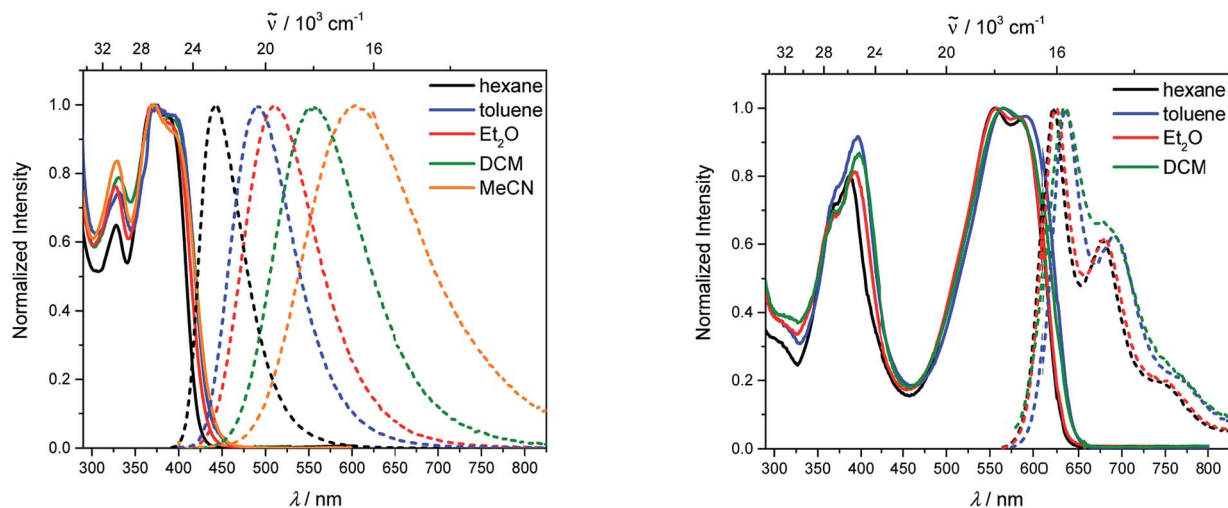 ṽ / 10³ cm⁻¹
32 28 24 20 16
Normalized Intensity
1.0
0.8
0.6
0.4
0.2
0.0
hexane
toluene
Et₂O
DCM
MeCN
300 350 400 450 500 550 600 650 700 750 800
λ / nm
ṽ / 10³ cm⁻¹
32 28 24 20 16
Normalized Intensity
1.0
0.8
0.6
0.4
0.2
0.0
hexane
toluene
Et₂O
DCM
300 350 400 450 500 550 600 650 700 750 800
λ / nm